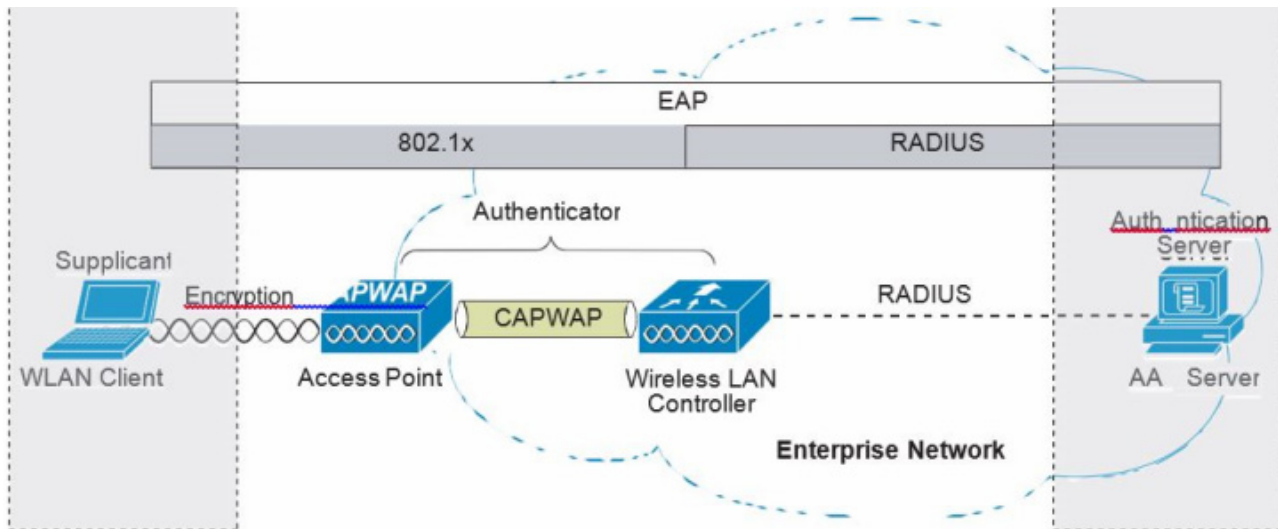 EAP
802.1x
RADIUS
Authenticator
Auth ntication
Server
Supplicant
Encryption
APWAP
CAPWAP
RADIUS
WLAN Client
Access Point
Wireless LAN
Controller
AA Server
Enterprise Network